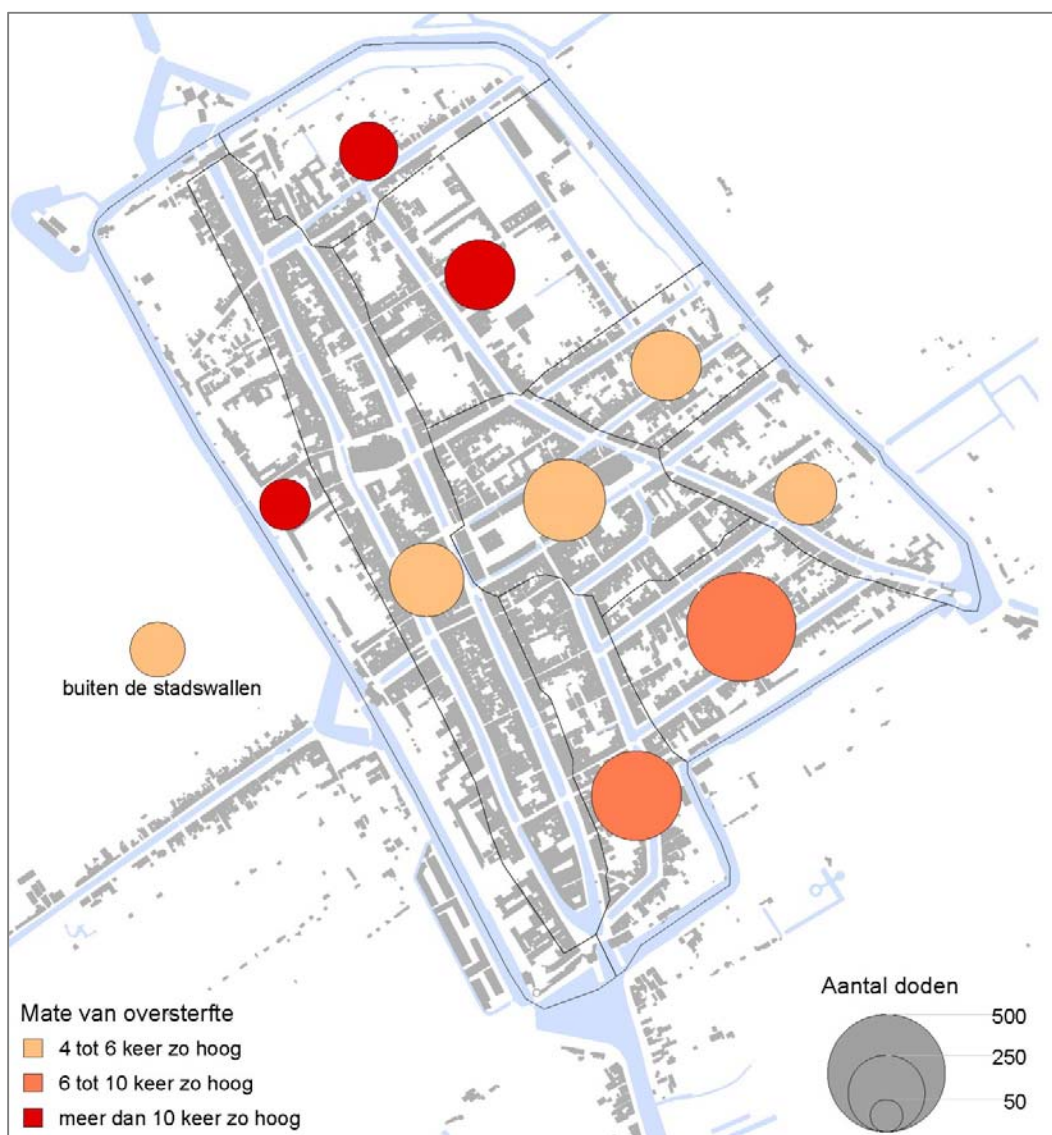 buiten de stadswallen
Mate van oversterfte
4 tot 6 keer zo hoog
6 tot 10 keer zo hoog
meer dan 10 keer zo hoog
Aantal doden
500
250
50